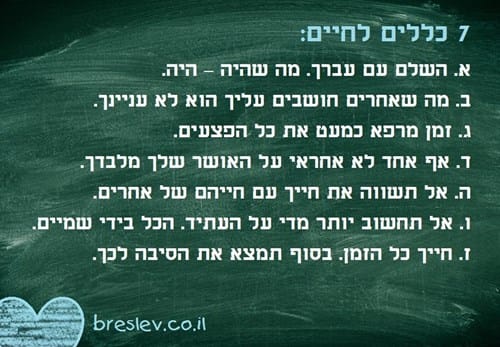 7 כללים לחיים:
א. השלם עם עברך. מה שהיה – היה.
ב. מה שאחרים חושבים עליך הוא לא עניינך.
ג. זמן מרפא כמעט את כל הפצעים.
ד. אף אחד לא אחראי על האושר שלך מלבדך.
ה. אל תשווה את חייך עם חייהם של אחרים.
ו. אל תחשוב יותר מדי על העתיד. הכל בידי שמיים.
ז. חייך כל הזמן. בסוף תמצא את הסיבה לכך.
breslev.co.il